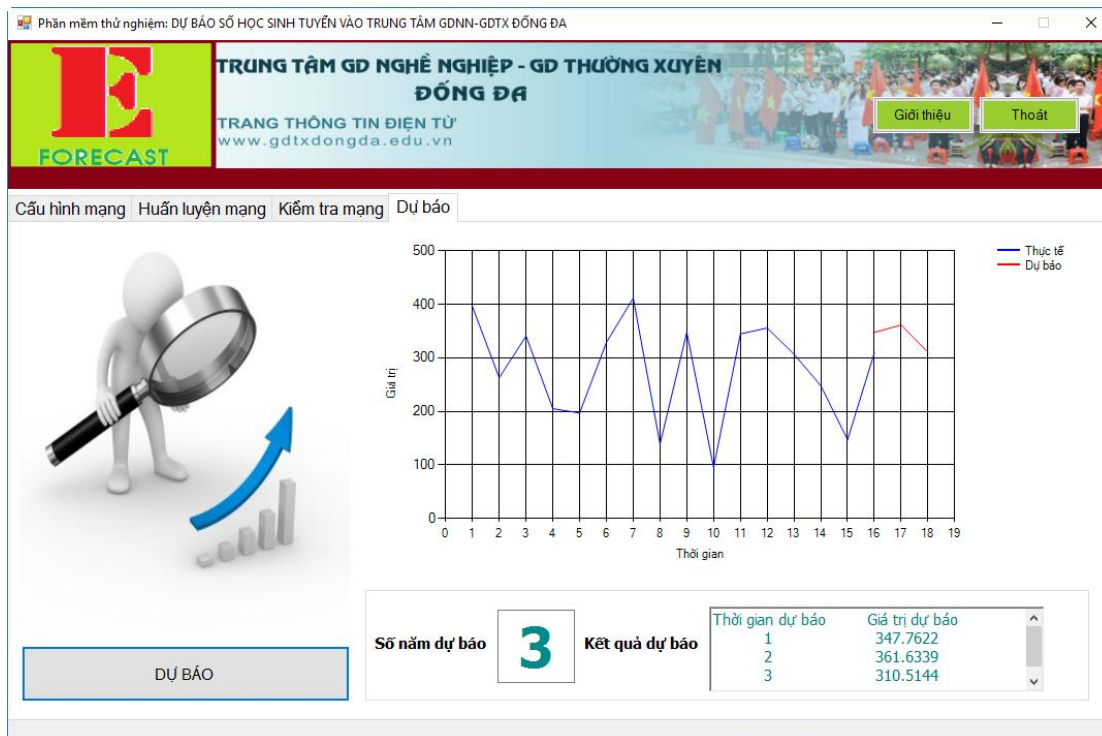 Phần mềm thử nghiệm: DỰ BÁO SỐ HỌC SINH TUYỂN VÀO TRUNG TÂM GDNN-GDTX ĐỐNG ĐA
E
FORECAST
TRUNG TÂM GD NGHỀ NGHIỆP - GD THƯỜNG XUYÊN
ĐỐNG ĐA
TRANG THÔNG TIN ĐIỆN TỬ
www.gdtxdongda.edu.vn
Giới thiệu
Thoát
Cấu hình mạng Huấn luyện mạng Kiểm tra mạng Dự báo
500
400
300
200
100
0
Giá trị
0 1 2 3 4 5 6 7 8 9 10 11 12 13 14 15 16 17 18 19
Thời gian
Thực tế
Dự báo
DỰ BÁO
Số năm dự báo
3
Kết quả dự báo
Thời gian dự báo Giá trị dự báo
1 347.7622
2 361.6339
3 310.5144